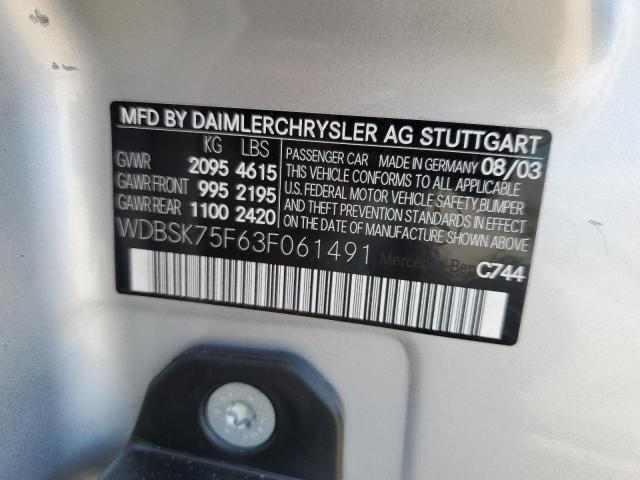 MFD BY DAIMLERCHRYSLER AG STUTTGART
KG LBS
GVWR 2095 4615
GAWR FRONT 995 2195
GAWR REAR 1100 2420
PASSENGER CAR MADE IN GERMANY 08/03
THIS VEHICLE CONFORMS TO ALL APPLICABLE
U.S. FEDERAL MOTOR VEHICLE SAFETY,BUMPER
AND THEFT PREVENTION STANDARDS IN EFFECT
ON THE DATE OF MANUFACTURE SHOWN ABOVE.
WDBSK75F63F061491
Mercedes-Benz C744